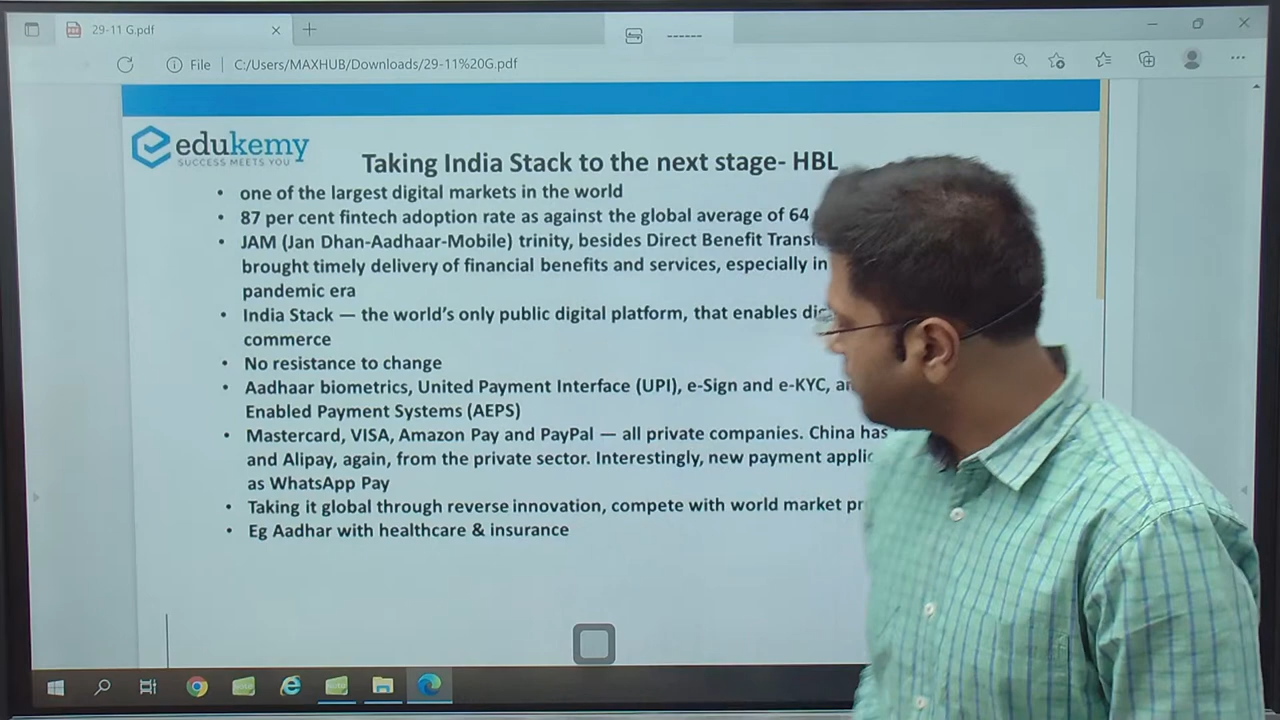 29-11 G.pdf
------
File
C:/Users/MAXHUB/Downloads/29-11%20G.pdf
edukemy
SUCCESS MEETS YOU
Taking India Stack to the next stage- HBL
• one of the largest digital markets in the world
• 87 per cent fintech adoption rate as against the global average of 64
• JAM (Jan Dhan-Aadhaar-Mobile) trinity, besides Direct Benefit
brought timely delivery of financial benefits and services, especially in
pandemic era
• India Stack — the world's only public digital platform, that enables
commerce
• No resistance to change
• Aadhaar biometrics, United Payment Interface (UPI), e-Sign and e-KYC,
Enabled Payment Systems (AEPS)
• Mastercard, VISA, Amazon Pay and PayPal — all private companies. China has
and Alipay, again, from the private sector. Interestingly, new payment
as WhatsApp Pay
• Taking it global through reverse innovation, compete with world market
• Eg Aadhar with healthcare & insurance